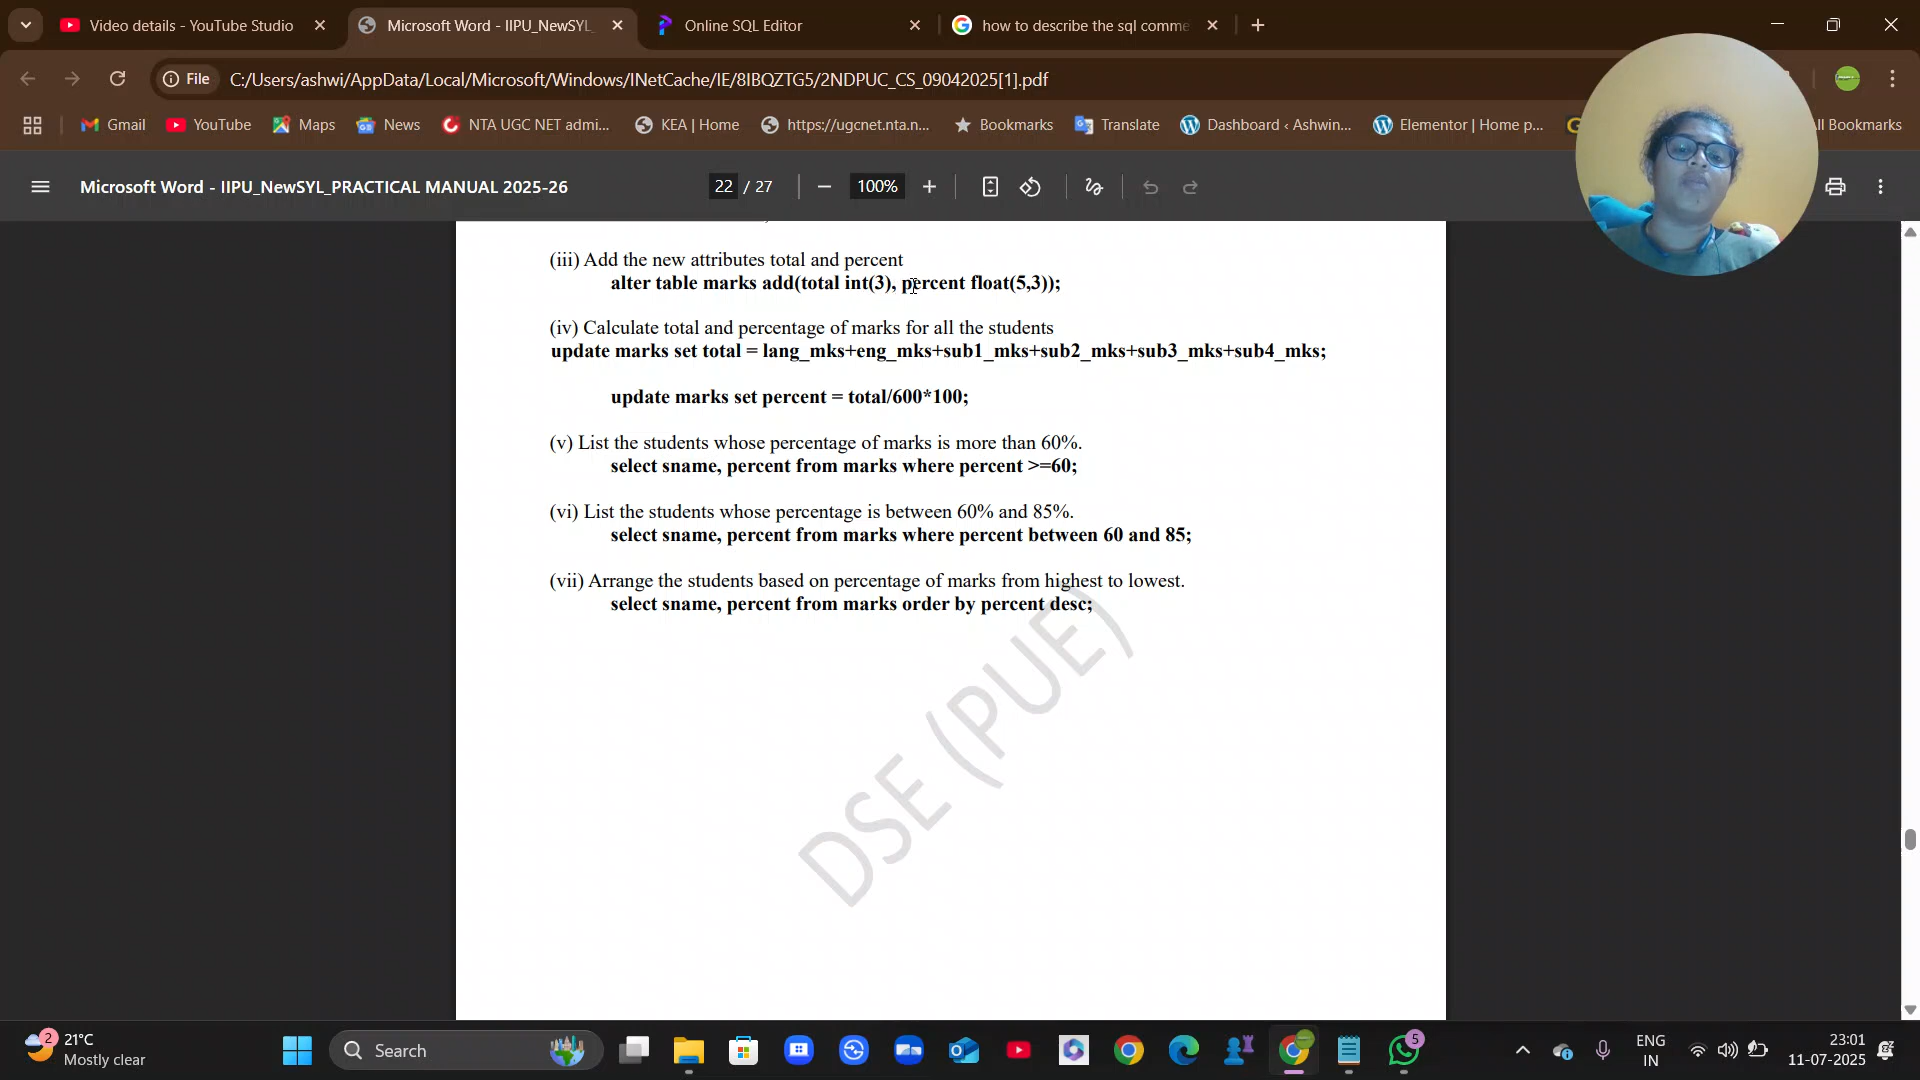 Video details - YouTube Studio
Microsoft Word - IIPU_NewSYL_
Online SQL Editor
how to describe the sql comme
File
C:/Users/ashwi/AppData/Local/Microsoft/Windows/INetCache/IE/8IBQZTG5/2NDPUC_CS_09042025[1].pdf
Gmail
YouTube
Maps
News
NTA UGC NET admi...
KEA | Home
https://ugcnet.nta.n...
Bookmarks
Translate
Dashboard ‹ Ashwin...
Elementor | Home p...
ll Bookmarks
Microsoft Word - IIPU_NewSYL_PRACTICAL MANUAL 2025-26
22 / 27
100%
(iii) Add the new attributes total and percent
alter table marks add(total int(3), percent float(5,3));
(iv) Calculate total and percentage of marks for all the students
update marks set total = lang_mks+eng_mks+sub1_mks+sub2_mks+sub3_mks+sub4_mks;
update marks set percent = total/600*100;
(v) List the students whose percentage of marks is more than 60%.
select sname, percent from marks where percent >=60;
(vi) List the students whose percentage is between 60% and 85%.
select sname, percent from marks where percent between 60 and 85;
(vii) Arrange the students based on percentage of marks from highest to lowest.
select sname, percent from marks order by percent desc;
DSE (PUE)
2
21°C
Mostly clear
Search
5
ENG
IN
23:01
11-07-2025